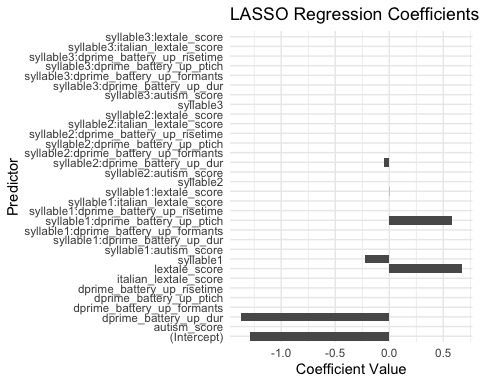 LASSO Regression Coefficients
syllable3:lextale_score
syllable3:italian_lextale_score
syllable3:dprime_battery_up_risetime
syllable3:dprime_battery_up_ptich
syllable3:dprime_battery_up_formants
syllable3:dprime_battery_up_dur
syllable3:autism_score
syllable3
syllable2:lextale_score
syllable2:italian_lextale_score
syllable2:dprime_battery_up_risetime
syllable2:dprime_battery_up_ptich
syllable2:dprime_battery_up_formants
syllable2:dprime_battery_up_dur
syllable2:autism_score
syllable2
syllable1:lextale_score
syllable1:italian_lextale_score
syllable1:dprime_battery_up_risetime
syllable1:dprime_battery_up_ptich
syllable1:dprime_battery_up_formants
syllable1:dprime_battery_up_dur
syllable1:autism_score
syllable1
lextale_score
italian_lextale_score
dprime_battery_up_risetime
dprime_battery_up_ptich
dprime_battery_up_formants
dprime_battery_up_dur
autism_score
(Intercept)
Predictor
-1.0 -0.5 0.0 0.5
Coefficient Value